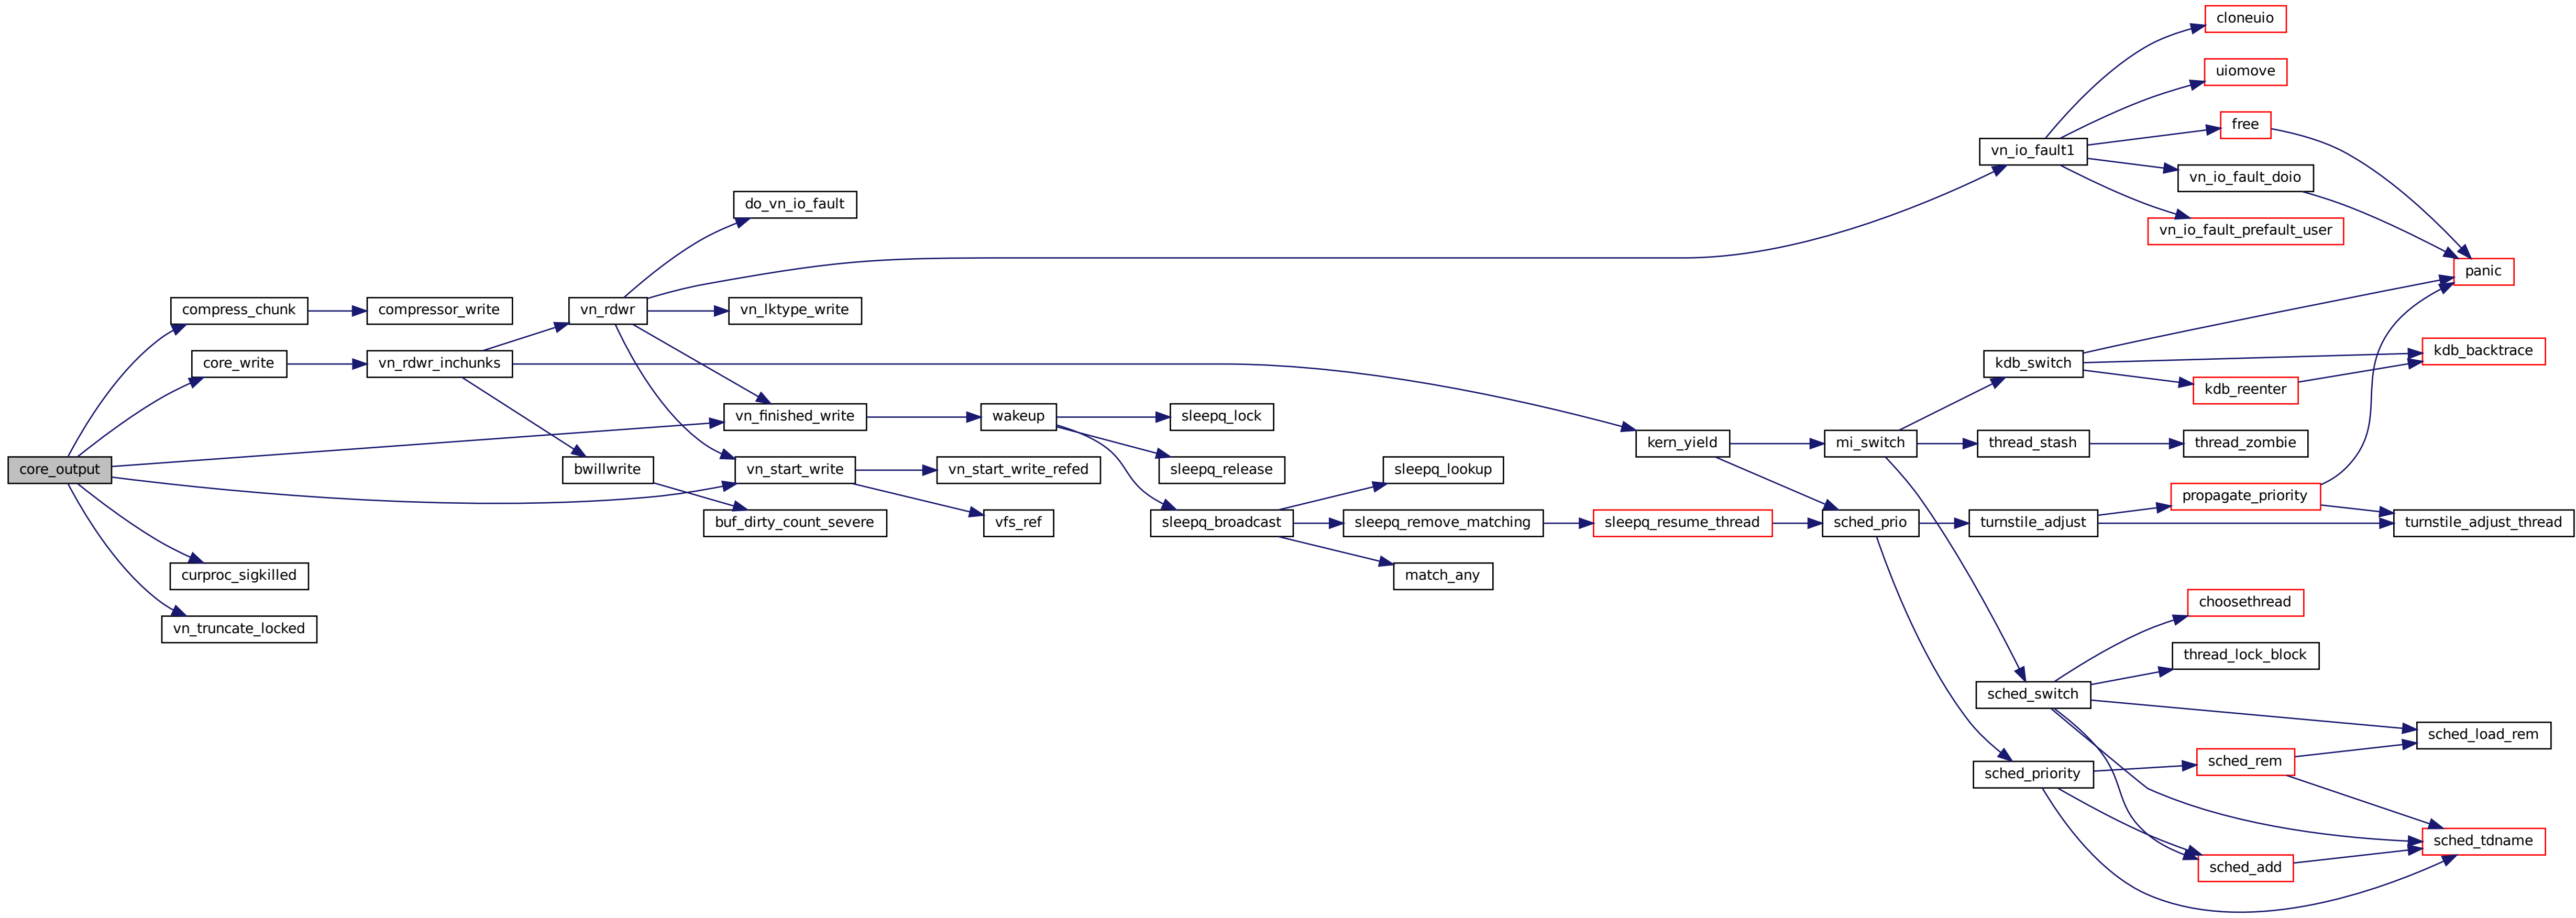 core_output
compress_chunk
core_write
curproc_sigkilled
vn_truncate_locked
compressor_write
vn_rdwr_inchunks
vn_rdwr
bwillwrite
do_vn_io_fault
vn_lktype_write
vn_finished_write
vn_start_write
buf_dirty_count_severe
wakeup
vn_start_write_refed
vfs_ref
sleepq_lock
sleepq_release
sleepq_broadcast
sleepq_lookup
sleepq_remove_matching
match_any
sleepq_resume_thread
kern_yield
mi_switch
sched_prio
vn_io_fault1
kdb_switch
thread_stash
turnstile_adjust
sched_switch
sched_priority
cloneuio
uiomove
free
vn_io_fault_doio
vn_io_fault_prefault_user
kdb_reenter
thread_zombie
propagate_priority
choosethread
thread_lock_block
sched_rem
sched_add
panic
kdb_backtrace
turnstile_adjust_thread
sched_load_rem
sched_tdname